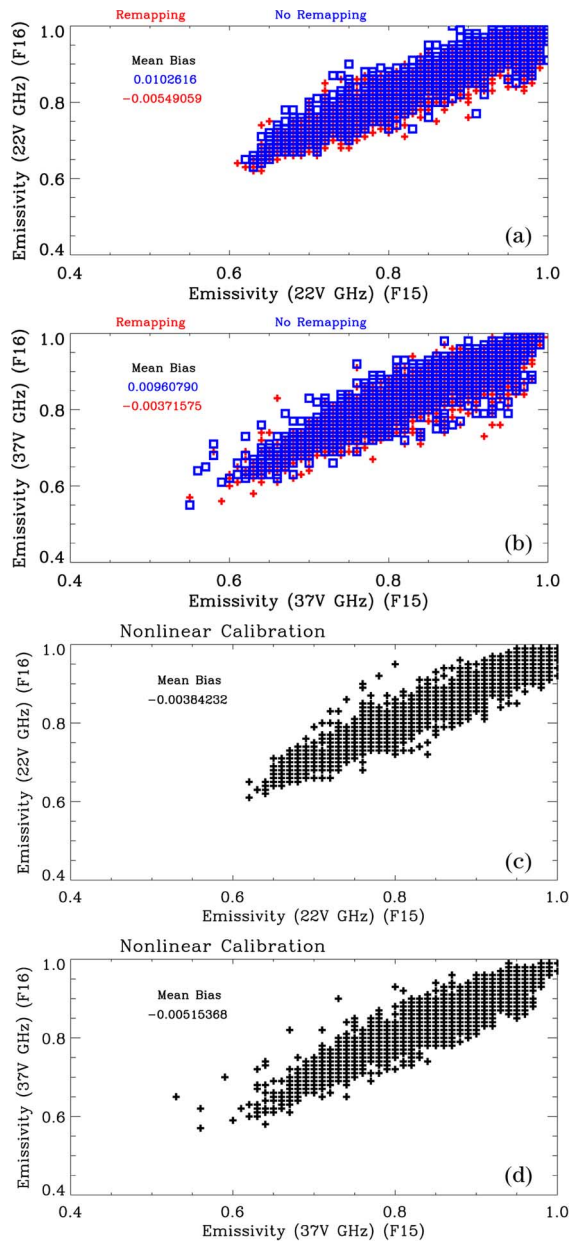 Remapping No Remapping
1.0
Mean Bias
0.0102616
−0.00549059
0.8
0.6
0.4
Emissivity (22V GHz) (F16)
(a)
0.4 0.6 0.8 1.0
Emissivity (22V GHz) (F15)
Remapping No Remapping
1.0
Mean Bias
0.00960790
−0.00371575
0.8
0.6
0.4
Emissivity (37V GHz) (F16)
(b)
0.4 0.6 0.8 1.0
Emissivity (37V GHz) (F15)
Nonlinear Calibration
1.0
Mean Bias
−0.00384232
0.8
0.6
0.4
Emissivity (22V GHz) (F16)
(c)
0.4 0.6 0.8 1.0
Emissivity (22V GHz) (F15)
Nonlinear Calibration
1.0
Mean Bias
−0.00515368
0.8
0.6
0.4
Emissivity (37V GHz) (F16)
(d)
0.4 0.6 0.8 1.0
Emissivity (37V GHz) (F15)